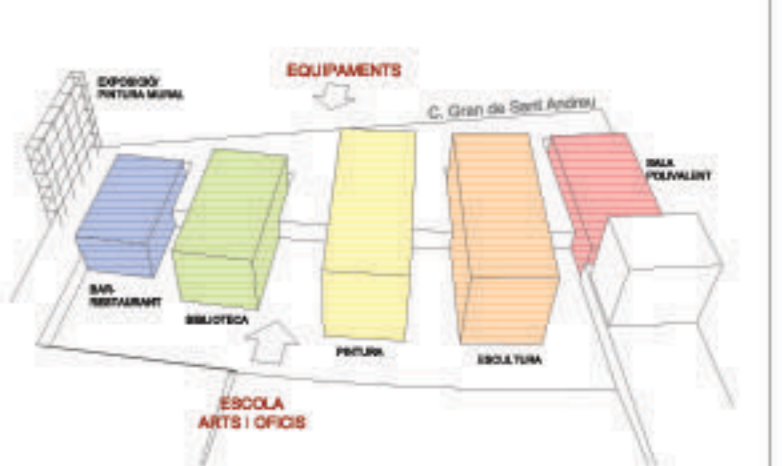 EXPOSICIÓ/
PINTURA MURAL
EQUIPAMENTS
C. Gran de Sant Andreu
SALA
POLIVALENT
BAR-
RESTAURANT
BIBLIOTECA
PINTURA
ESCULTURA
ESCOLA
ARTS I OFICIS